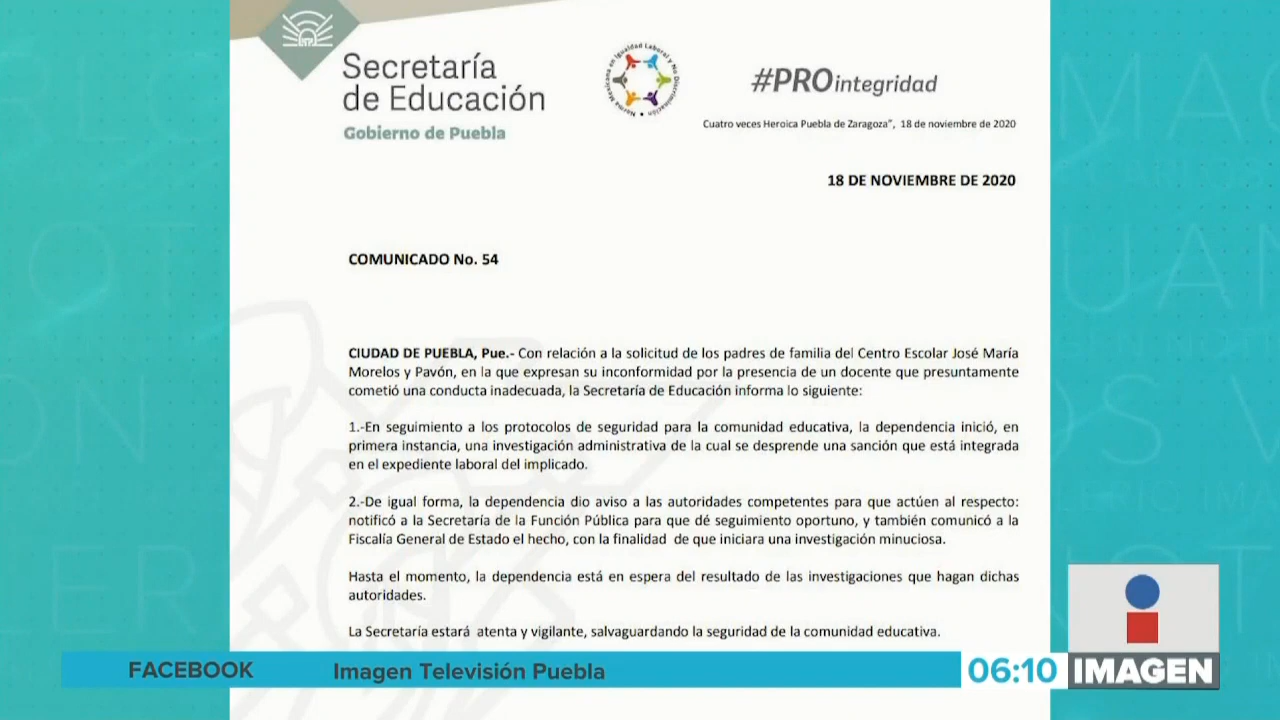 Secretaría
de Educación
Gobierno de Puebla
Norma Mexicana en Igualdad Laboral y No Discriminación
#PROintegridad
Cuatro veces Heroica Puebla de Zaragoza”, 18 de noviembre de 2020
18 DE NOVIEMBRE DE 2020
COMUNICADO No. 54
CIUDAD DE PUEBLA, Pue.- Con relación a la solicitud de los padres de familia del Centro Escolar José María
Morelos y Pavón, en la que expresan su inconformidad por la presencia de un docente que presuntamente
cometió una conducta inadecuada, la Secretaría de Educación informa lo siguiente:
1.-En seguimiento a los protocolos de seguridad para la comunidad educativa, la dependencia inició, en
primera instancia, una investigación administrativa de la cual se desprende una sanción que está integrada
en el expediente laboral del implicado.
2.-De igual forma, la dependencia dio aviso a las autoridades competentes para que actúen al respecto:
notificó a la Secretaría de la Función Pública para que dé seguimiento oportuno, y también comunicó a la
Fiscalía General de Estado el hecho, con la finalidad de que iniciara una investigación minuciosa.
Hasta el momento, la dependencia está en espera del resultado de las investigaciones que hagan dichas
autoridades.
La Secretaría estará atenta y vigilante, salvaguardando la seguridad de la comunidad educativa.
FACEBOOK Imagen Televisión Puebla 06:10 IMAGEN